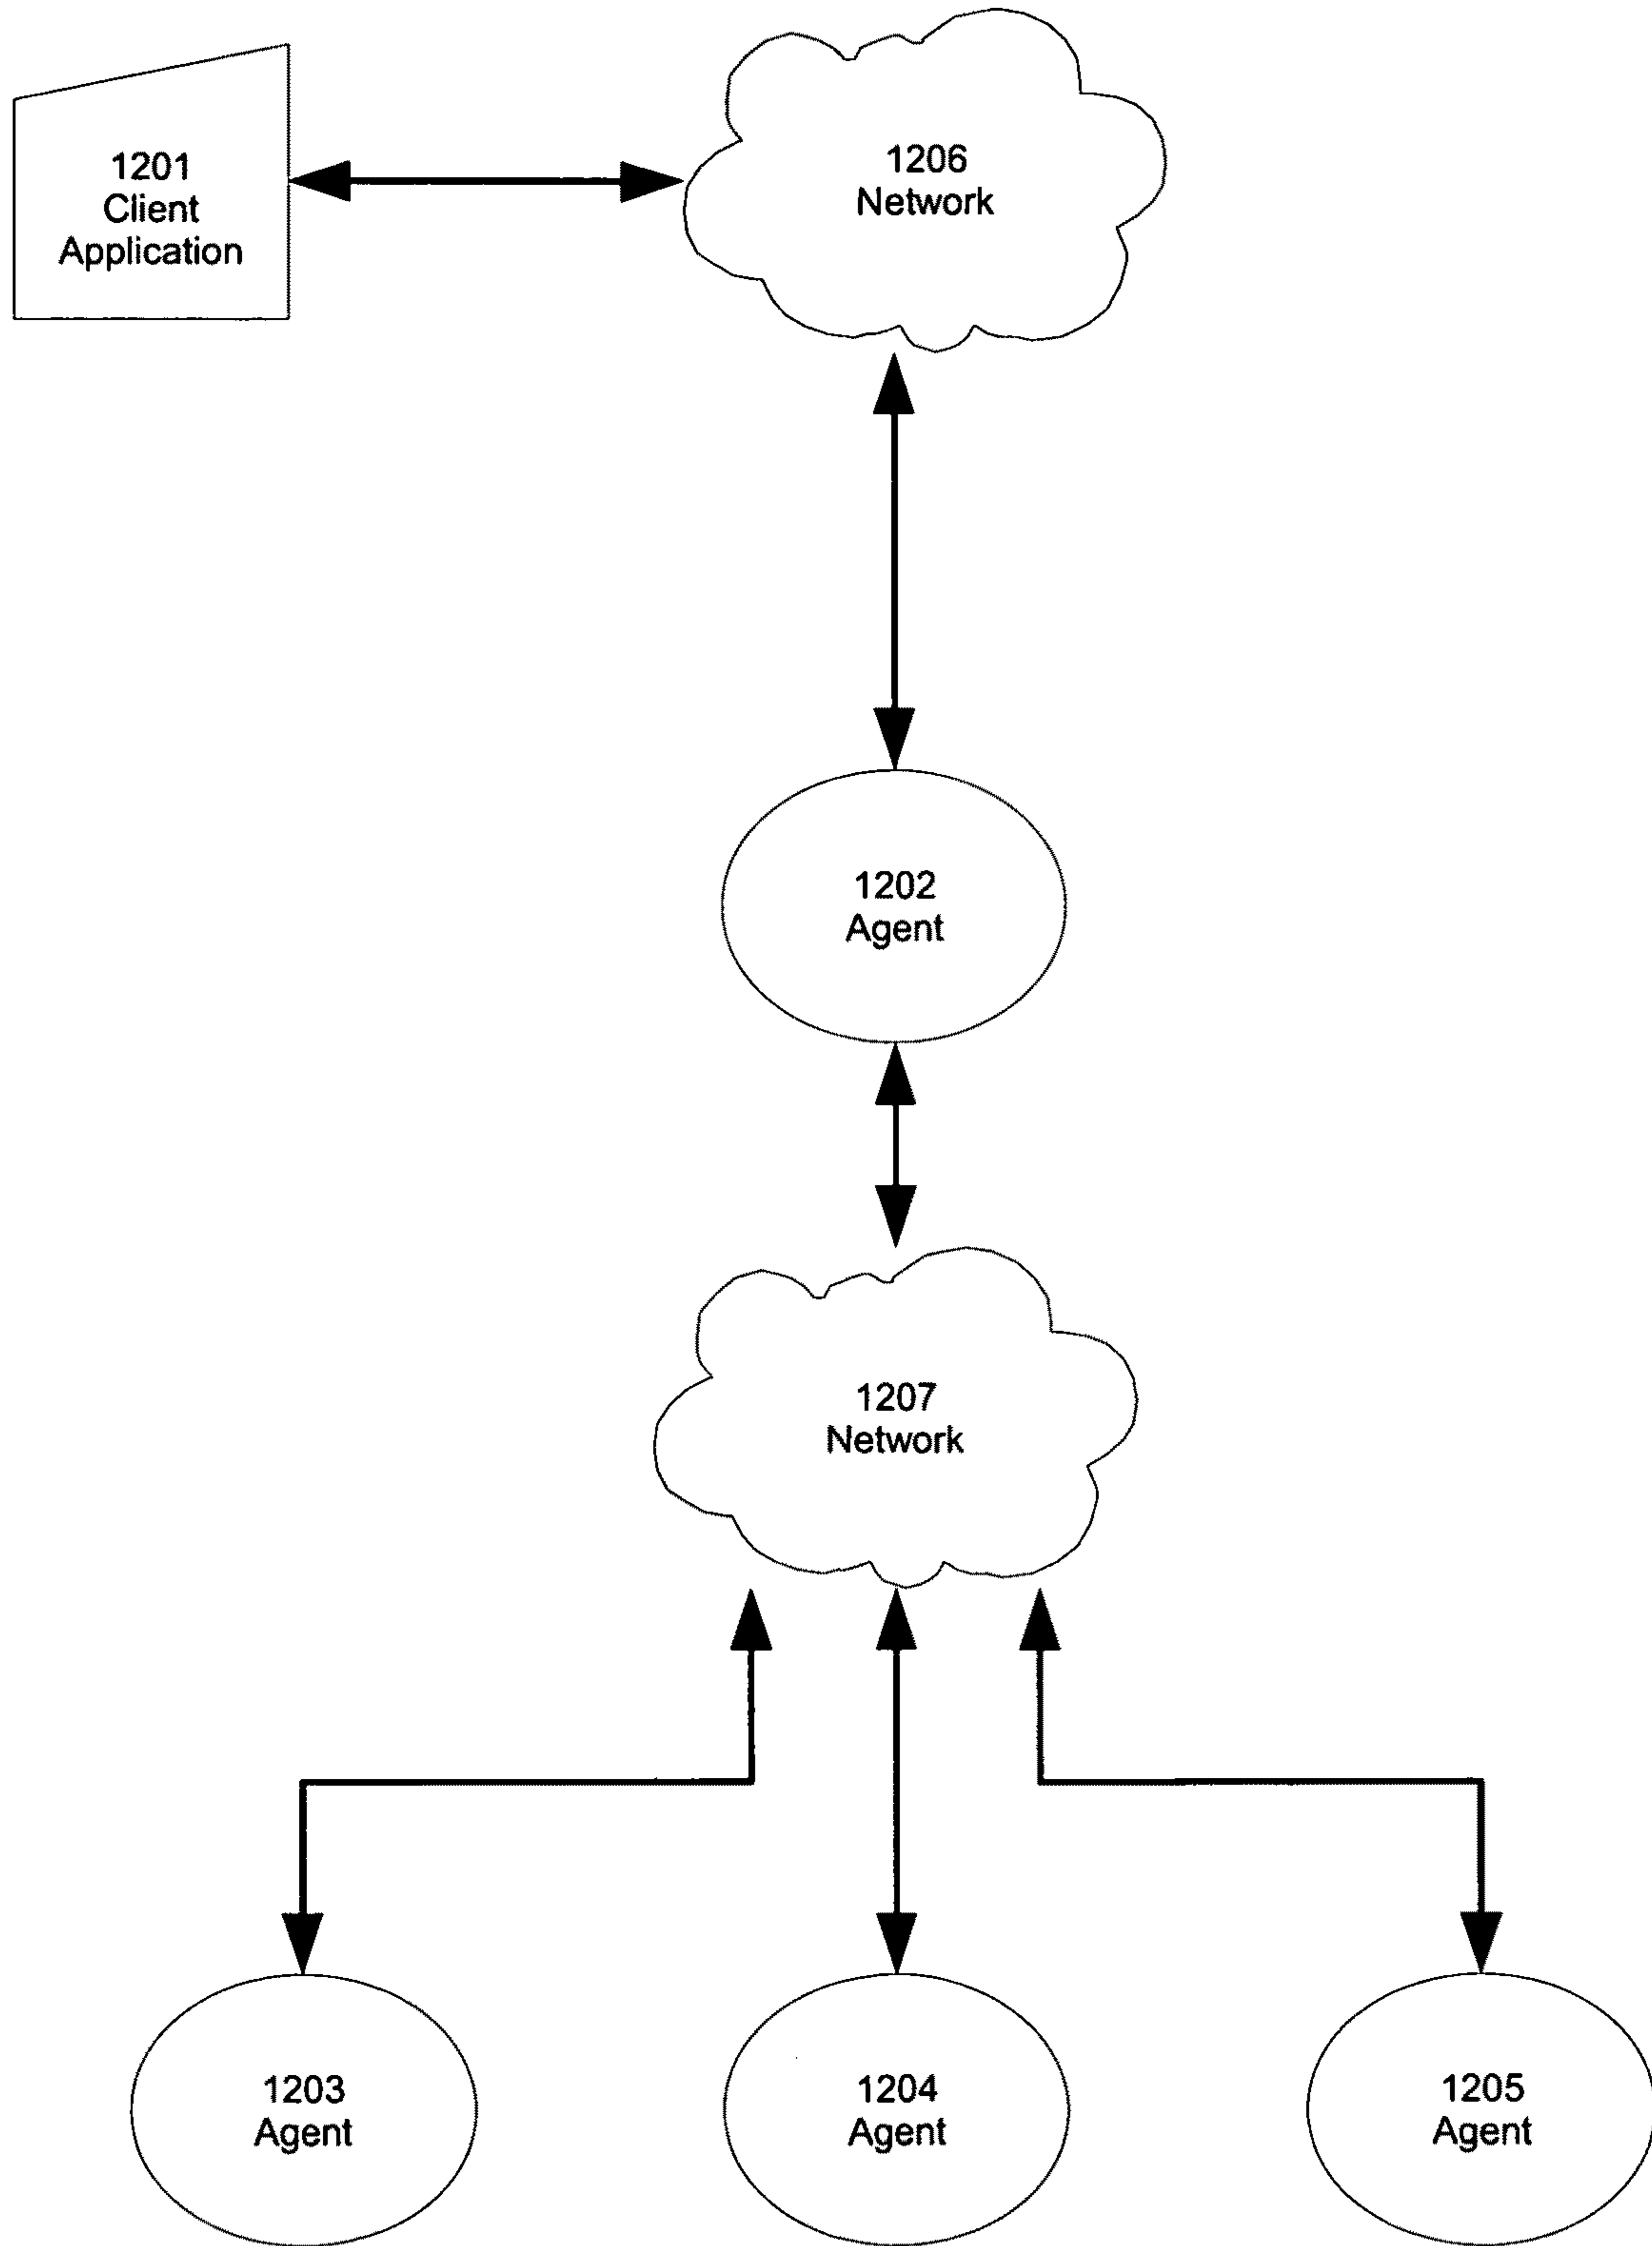 1201
Client
Application
1206
Network
1202
Agent
1207
Network
1203
Agent
1204
Agent
1205
Agent